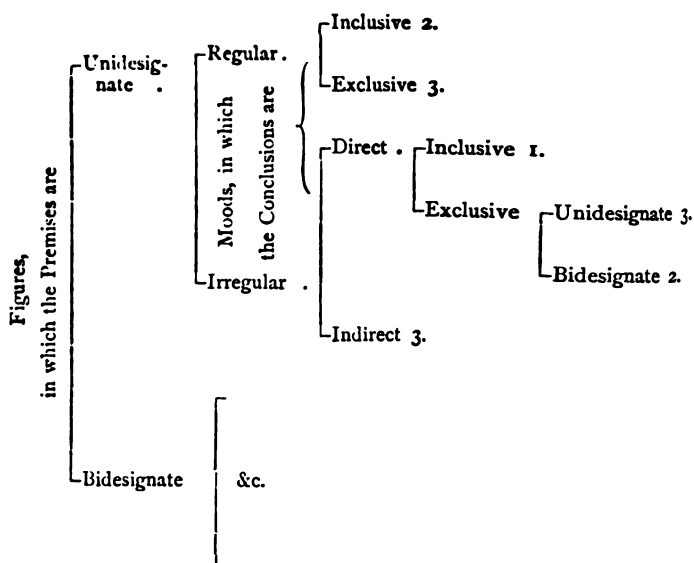 Figures,
in which the Premises are
Unidesig-
nate .
Regular .
Moods, in which
the Conclusions are
Inclusive 2.
Exclusive 3.
Direct .
Inclusive 1.
Exclusive
Unidesignate 3.
Bidesignate 2.
Irregular .
Indirect 3.
Bidesignate
&c.